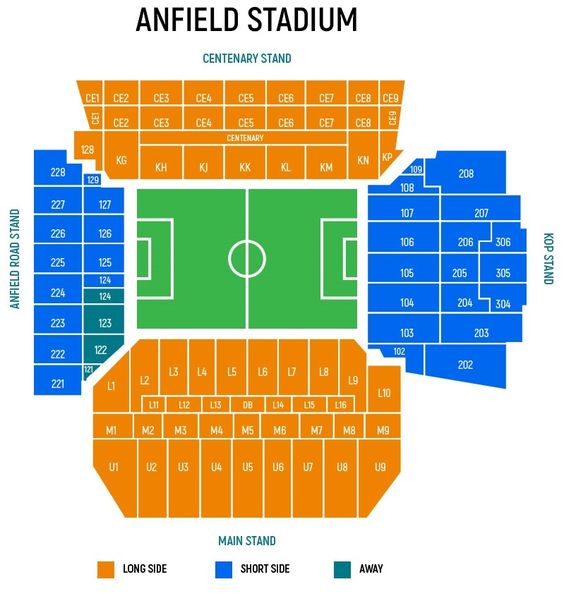 ANFIELD STADIUM
CENTENARY STAND
CE1 CE2 CE3 CE4 CE5 CE6 CE7 CE8 CE9
CE1 CE2 CE3 CE4 CE5 CE6 CE7 CE8 CE9
CENTENARY
128 KG KH KJ KK KL KM KN KP
ANFIELD ROAD STAND
228 129
227 127
226 126
225 125
224 124
124
223 123
222 122
221 121
109 208
108
107 207
106 206 306
105 205 305
104 204 304
103 203
102 202
KOP STAND
L1 L2 L3 L4 L5 L6 L7 L8 L9 L10
L11 L12 L13 DB L14 L15 L16
M1 M2 M3 M4 M5 M6 M7 M8 M9
U1 U2 U3 U4 U5 U6 U7 U8 U9
MAIN STAND
LONG SIDE SHORT SIDE AWAY